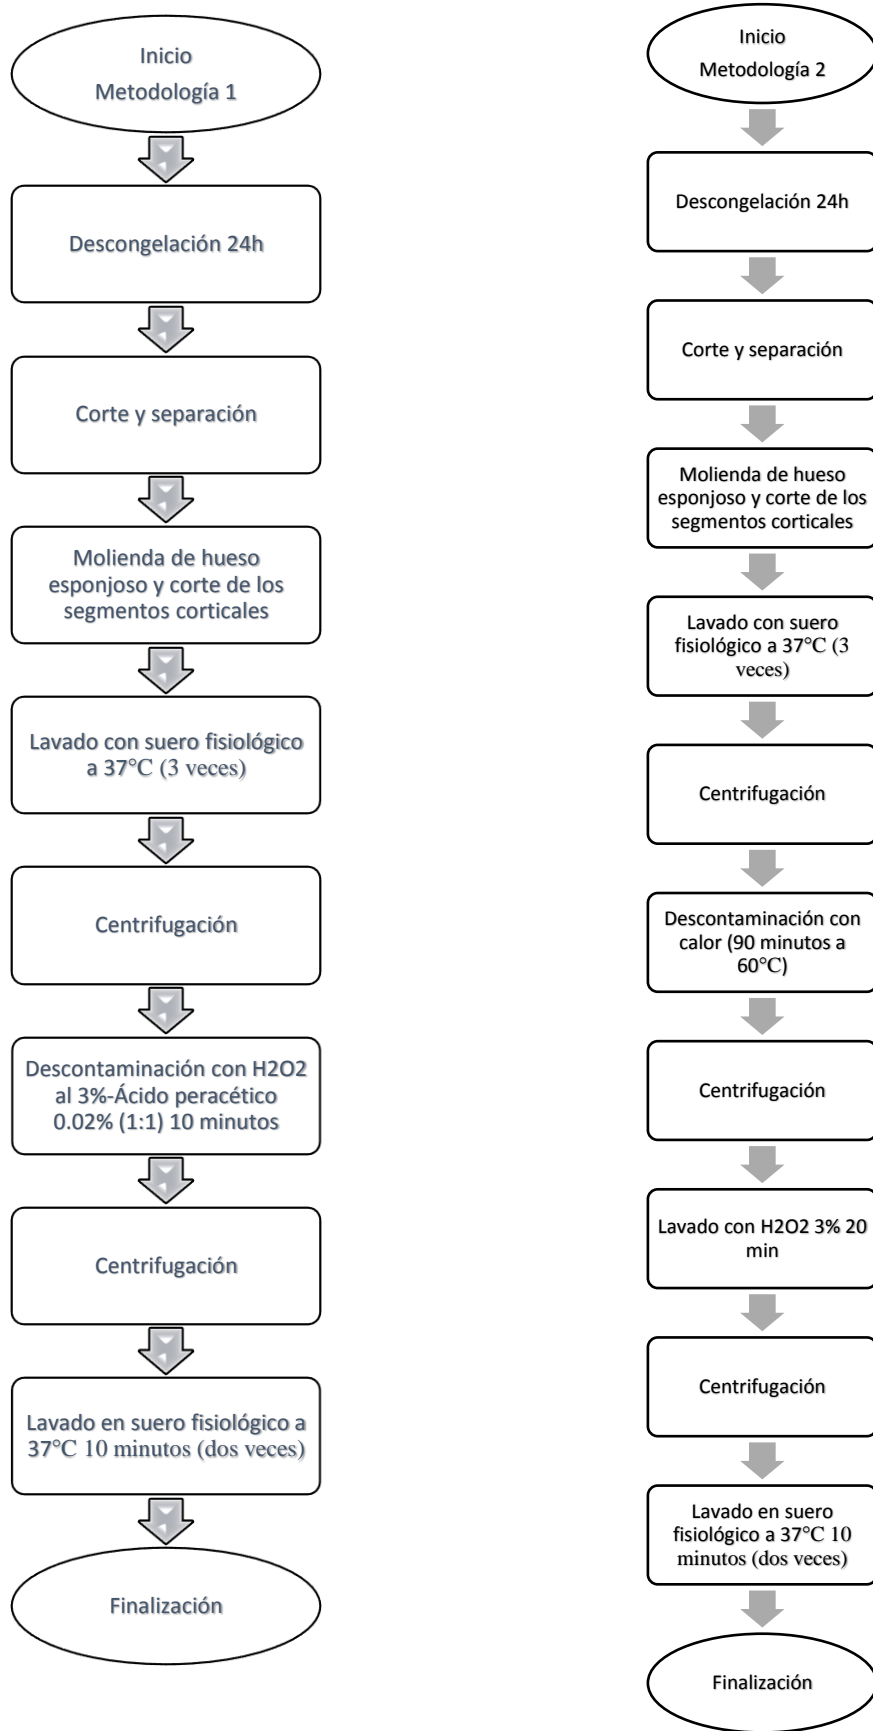 Inicio
Metodología 1
Descongelación 24h
Corte y separación
Molienda de hueso
esponjoso y corte de los
segmentos corticales
Lavado con suero fisiológico
a 37°C (3 veces)
Centrifugación
Descontaminación con H2O2
al 3%-Ácido peracético
0.02% (1:1) 10 minutos
Centrifugación
Lavado en suero fisiológico a
37°C 10 minutos (dos veces)
Finalización
Inicio
Metodología 2
Descongelación 24h
Corte y separación
Molienda de hueso
esponjoso y corte de los
segmentos corticales
Lavado con suero
fisiológico a 37°C (3
veces)
Centrifugación
Descontaminación con
calor (90 minutos a
60°C)
Centrifugación
Lavado con H2O2 3% 20
min
Centrifugación
Lavado en suero
fisiológico a 37°C 10
minutos (dos veces)
Finalización